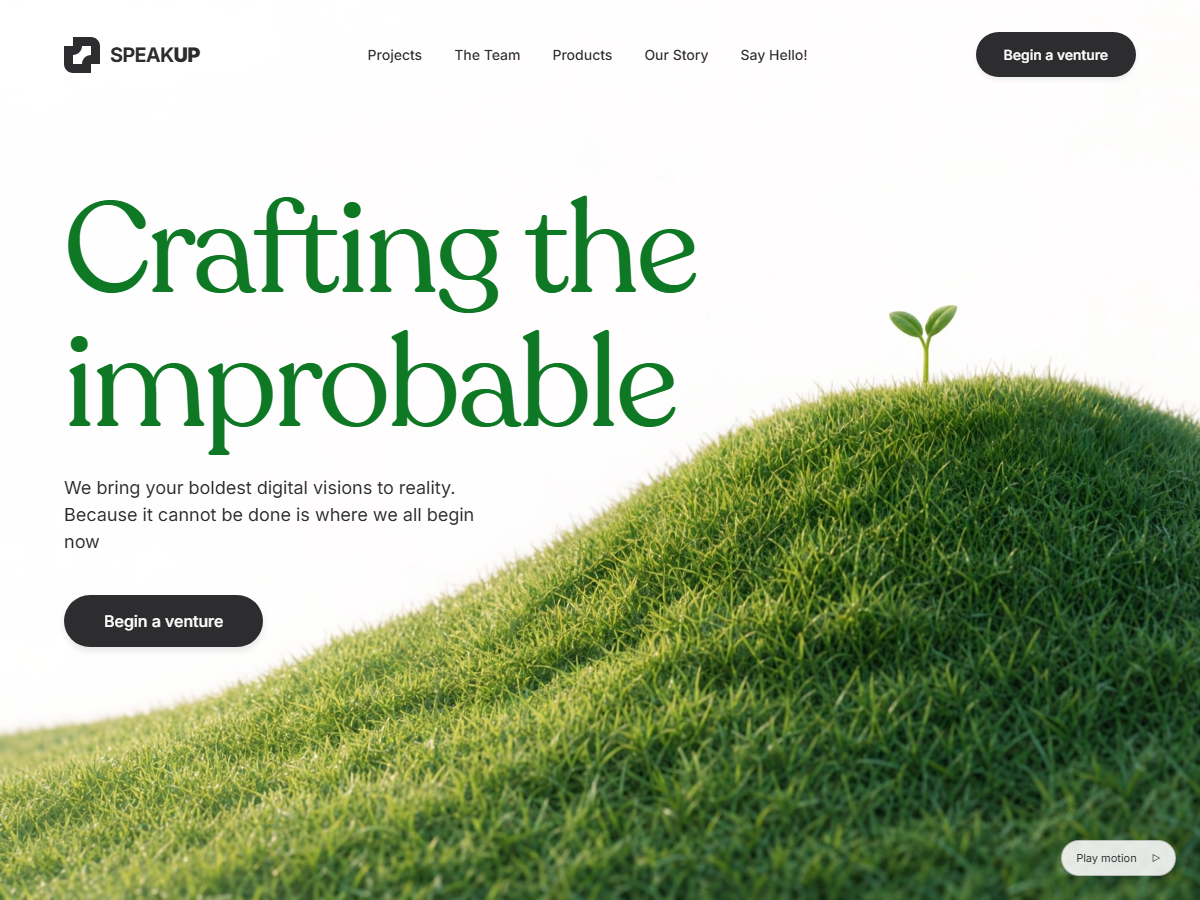 SPEAKUP
Projects
The Team
Products
Our Story
Say Hello!
Begin a venture
Crafting the
improbable
We bring your boldest digital visions to reality.
Because it cannot be done is where we all begin
now
Begin a venture
Play motion